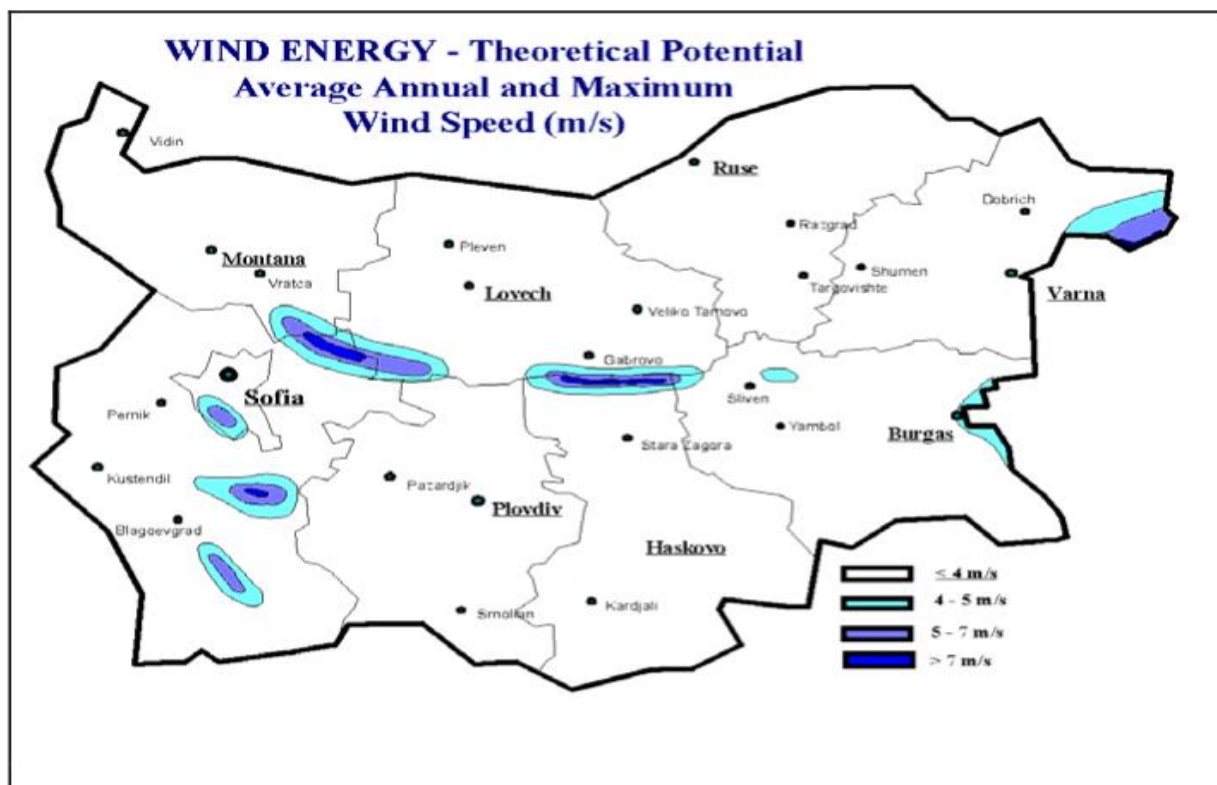 WIND ENERGY - Theoretical Potential
Average Annual and Maximum
Wind Speed (m/s)
Vidin
Ruse
Dobrich
Razgrad
Pleven
Montana
Vratca
Shumen
Targovishte
Lovech
Varna
Veliko Tarnovo
Gabrovo
Sofia
Sliven
Pernik
Yambol
Burgas
Stara Zagora
Kustendil
Pazardjik
Plovdiv
Blagoevgrad
Haskovo
≤ 4 m/s
4 - 5 m/s
Smolian
Kardjali
5 - 7 m/s
> 7 m/s